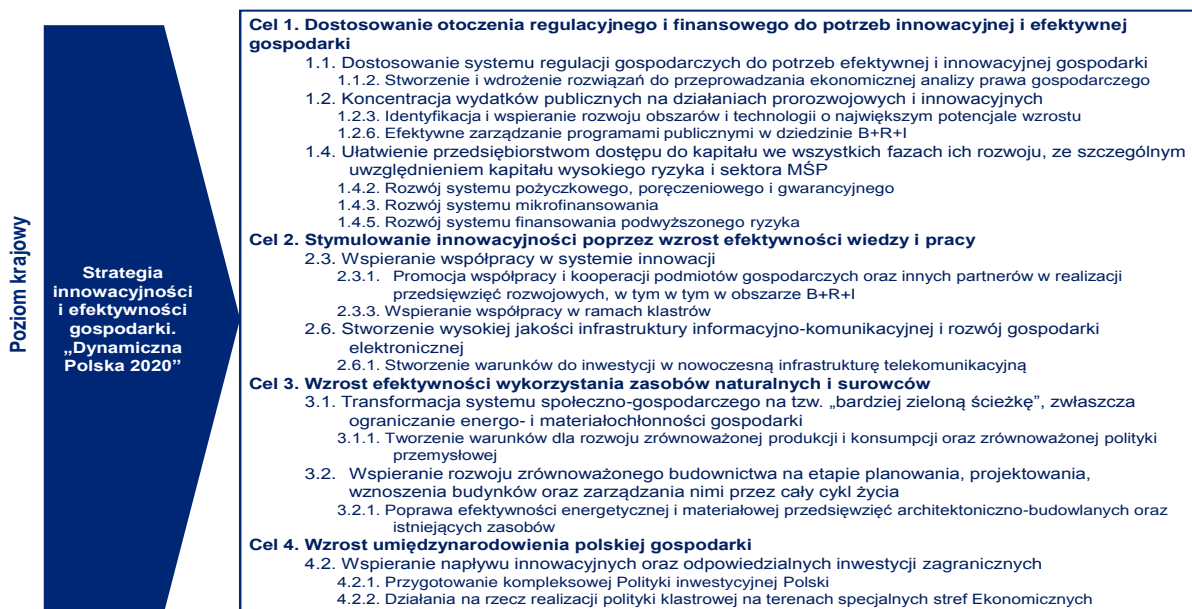 Poziom krajowy
Strategia
innowacyjności
i efektywności
gospodarki.
„Dynamiczna
Polska 2020”
Cel 1. Dostosowanie otoczenia regulacyjnego i finansowego do potrzeb innowacyjnej i efektywnej
gospodarki
1.1. Dostosowanie systemu regulacji gospodarczych do potrzeb efektywnej i innowacyjnej gospodarki
1.1.2. Stworzenie i wdrożenie rozwiązań do przeprowadzania ekonomicznej analizy prawa gospodarczego
1.2. Koncentracja wydatków publicznych na działaniach prorozwojowych i innowacyjnych
1.2.3. Identyfikacja i wspieranie rozwoju obszarów i technologii o największym potencjale wzrostu
1.2.6. Efektywne zarządzanie programami publicznymi w dziedzinie B+R+I
1.4. Ułatwienie przedsiębiorstwom dostępu do kapitału we wszystkich fazach ich rozwoju, ze szczególnym
uwzględnieniem kapitału wysokiego ryzyka i sektora MŚP
1.4.2. Rozwój systemu pożyczkowego, poręczeniowego i gwarancyjnego
1.4.3. Rozwój systemu mikrofinansowania
1.4.5. Rozwój systemu finansowania podwyższonego ryzyka
Cel 2. Stymulowanie innowacyjności poprzez wzrost efektywności wiedzy i pracy
2.3. Wspieranie współpracy w systemie innowacji
2.3.1. Promocja współpracy i kooperacji podmiotów gospodarczych oraz innych partnerów w realizacji
przedsięwzięć rozwojowych, w tym w tym w obszarze B+R+I
2.3.3. Wspieranie współpracy w ramach klastrów
2.6. Stworzenie wysokiej jakości infrastruktury informacyjno-komunikacyjnej i rozwój gospodarki
elektronicznej
2.6.1. Stworzenie warunków do inwestycji w nowoczesną infrastrukturę telekomunikacyjną
Cel 3. Wzrost efektywności wykorzystania zasobów naturalnych i surowców
3.1. Transformacja systemu społeczno-gospodarczego na tzw. „bardziej zieloną ścieżkę”, zwłaszcza
ograniczanie energo- i materiałochłonności gospodarki
3.1.1. Tworzenie warunków dla rozwoju zrównoważonej produkcji i konsumpcji oraz zrównoważonej polityki
przemysłowej
3.2. Wspieranie rozwoju zrównoważonego budownictwa na etapie planowania, projektowania,
wznoszenia budynków oraz zarządzania nimi przez cały cykl życia
3.2.1. Poprawa efektywności energetycznej i materiałowej przedsięwzięć architektoniczno-budowlanych oraz
istniejących zasobów
Cel 4. Wzrost umiędzynarodowienia polskiej gospodarki
4.2. Wspieranie napływu innowacyjnych oraz odpowiedzialnych inwestycji zagranicznych
4.2.1. Przygotowanie kompleksowej Polityki inwestycyjnej Polski
4.2.2. Działania na rzecz realizacji polityki klastrowej na terenach specjalnych stref Ekonomicznych